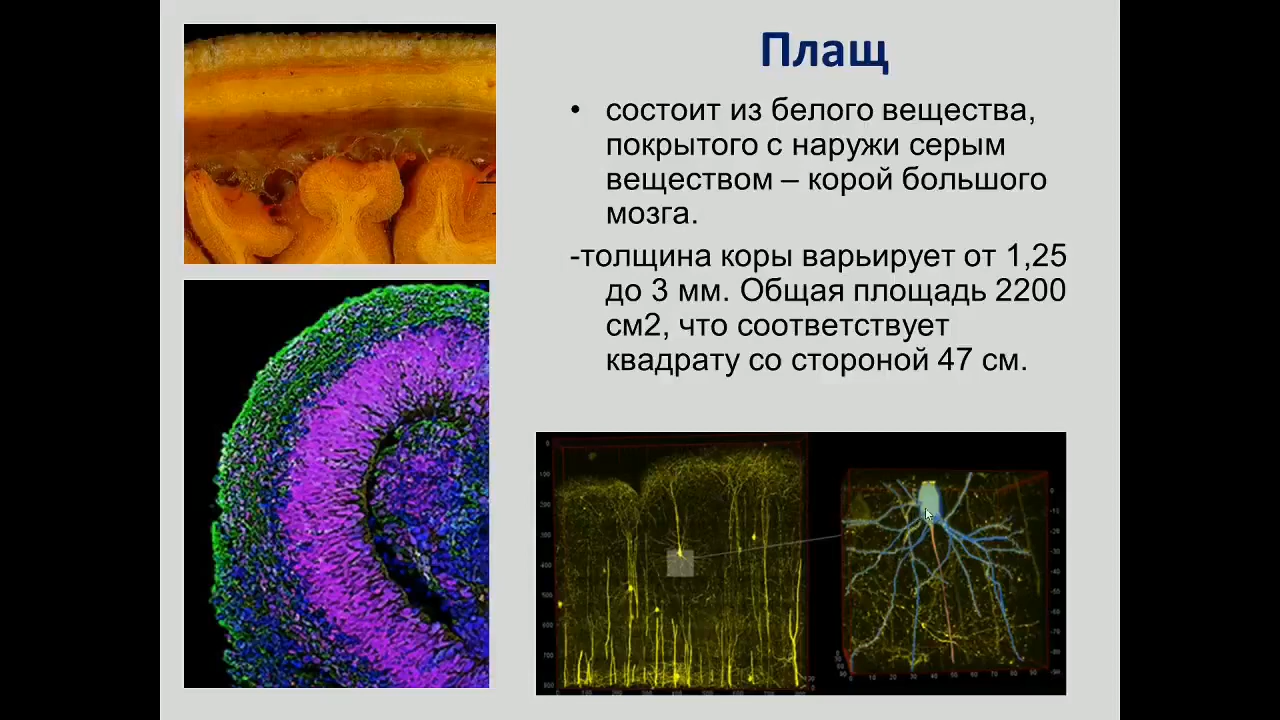 Плащ
• состоит из белого вещества,
покрытого с наружи серым
веществом – корой большого
мозга.
-толщина коры варьирует от 1,25
до 3 мм. Общая площадь 2200
см2, что соответствует
квадрату со стороной 47 см.